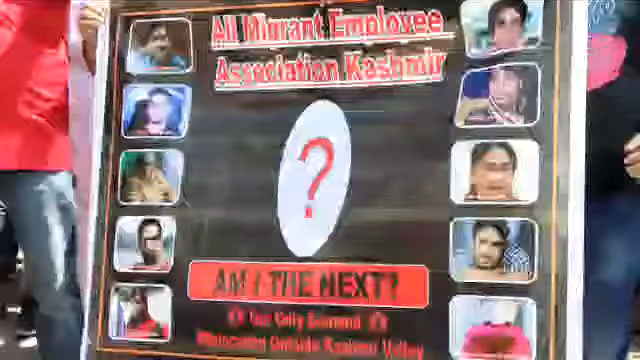 All Migrant Employee
Association Kashmir
?
AM I THE NEXT?
Our Only Demand
Relocation Outside Kashmir Valley